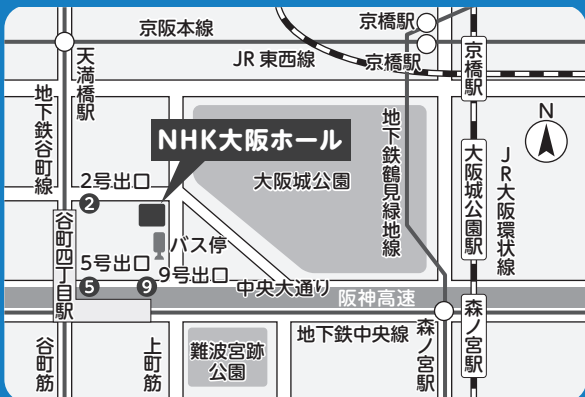 京阪本線
京橋駅
JR東西線
京橋駅
京橋駅
天満橋駅
地下鉄谷町線
NHK大阪ホール
大阪城公園
地下鉄鶴見緑地線
大阪城公園駅
JR大阪環状線
N
2号出口
2
谷町四丁目駅
バス停
5号出口
9号出口
5
9
中央大通り
阪神高速
地下鉄中央線
森ノ宮駅
森ノ宮駅
谷町筋
上町筋
難波宮跡
公園